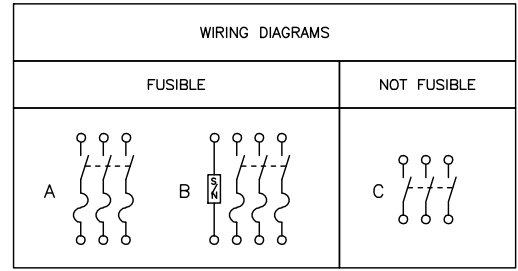 WIRING DIAGRAMS
FUSIBLE
NOT FUSIBLE
A
B
S/N
C